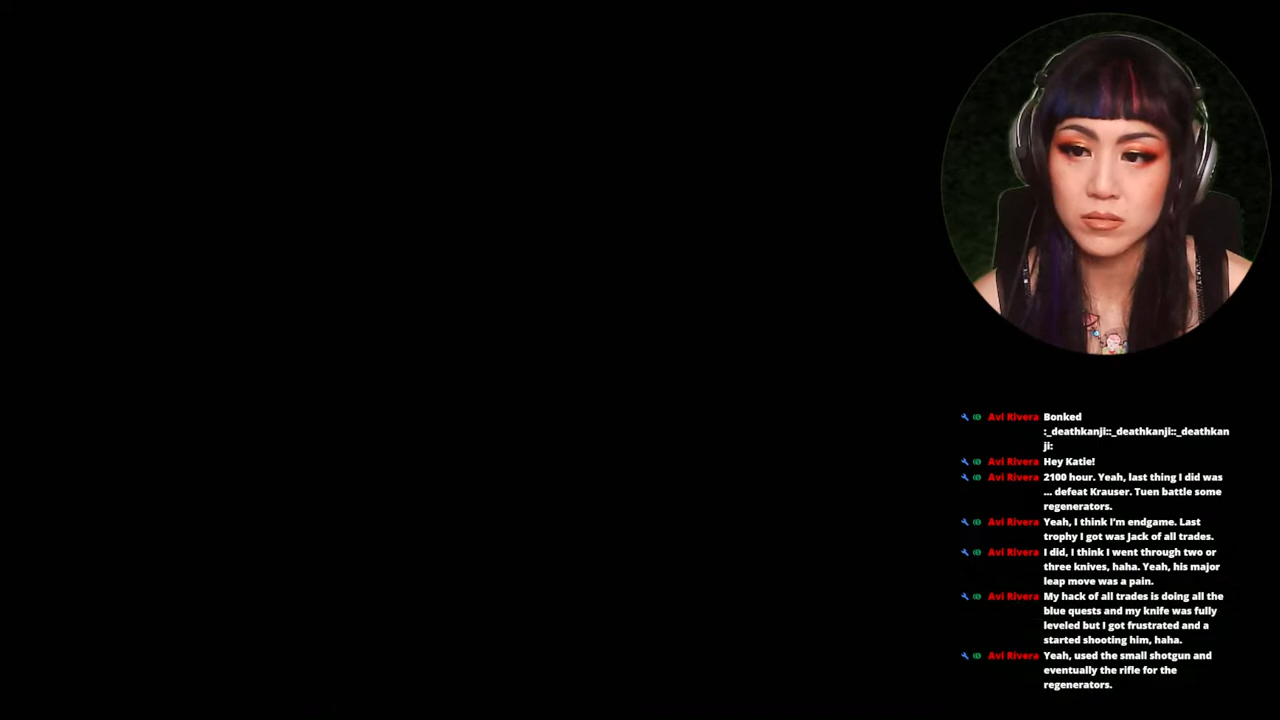 Avi Rivera Bonked
:_deathkanji::_deathkanji::_deathkan
ji:
Avi Rivera Hey Katie!
Avi Rivera 2100 hour. Yeah, last thing I did was
... defeat Krauser. Tuen battle some
regenerators.
Avi Rivera Yeah, I think I'm endgame. Last
trophy I got was Jack of all trades.
Avi Rivera I did, I think I went through two or
three knives, haha. Yeah, his major
leap move was a pain.
Avi Rivera My hack of all trades is doing all the
blue quests and my knife was fully
leveled but I got frustrated and a
started shooting him, haha.
Avi Rivera Yeah, used the small shotgun and
eventually the rifle for the
regenerators.